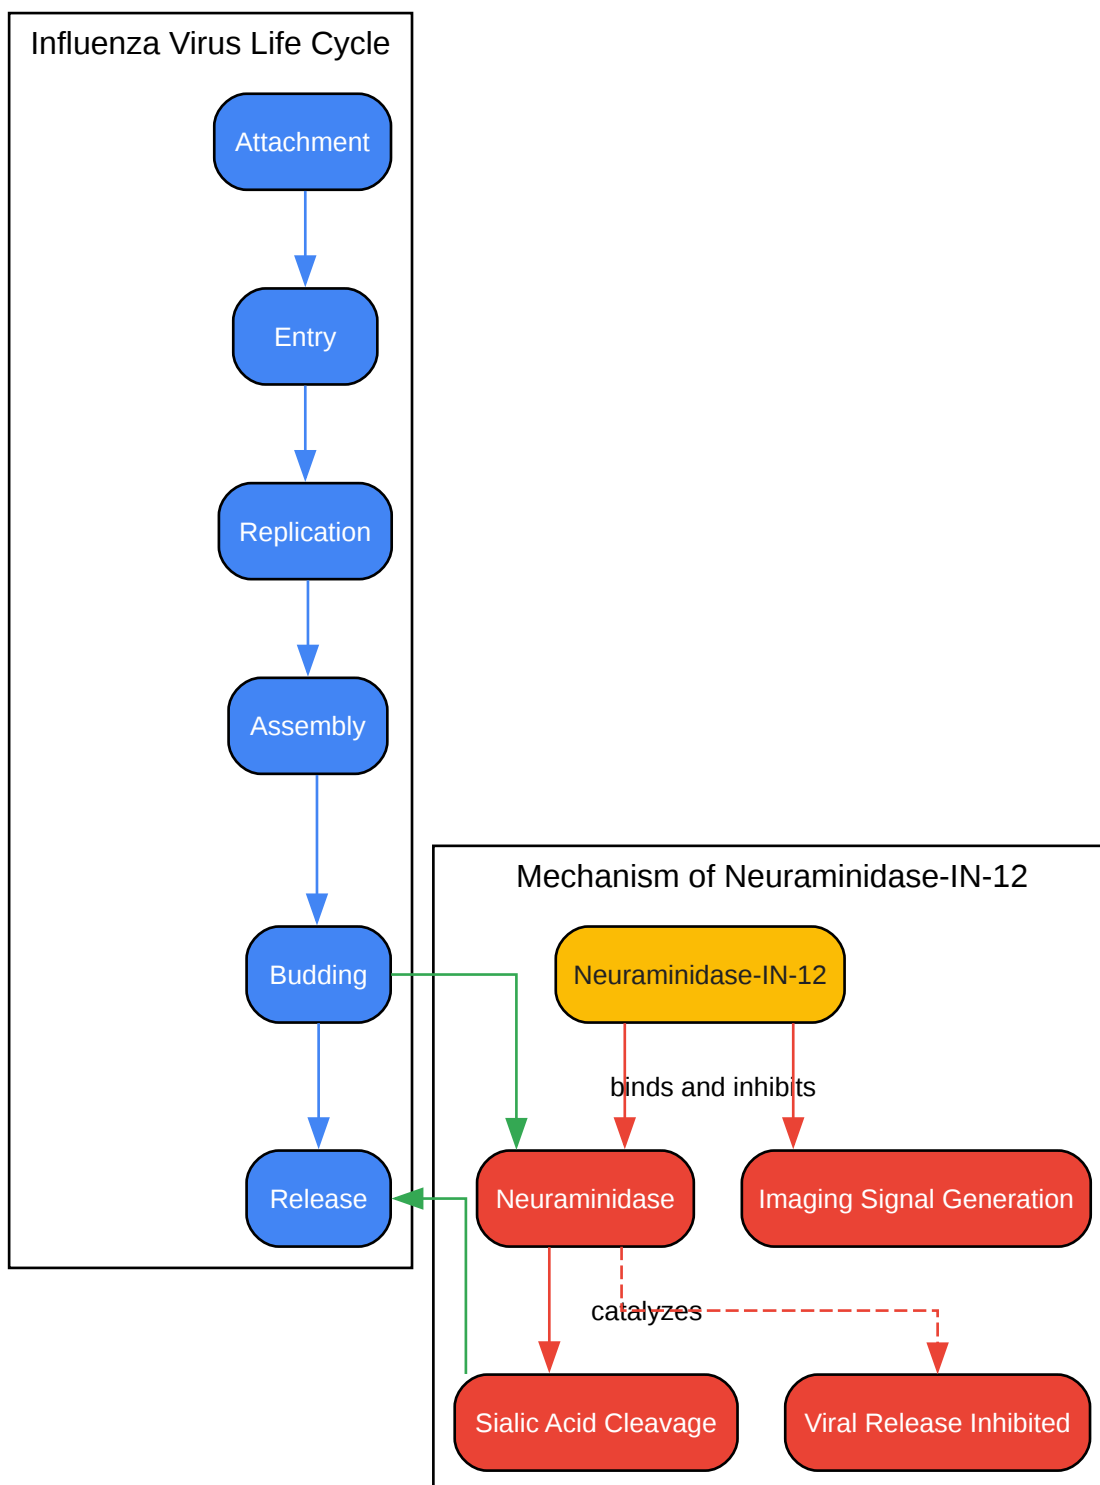 Influenza Virus Life Cycle
Attachment
Entry
Replication
Assembly
Budding
Release
Mechanism of Neuraminidase-IN-12
Neuraminidase-IN-12
binds and inhibits
Neuraminidase
Imaging Signal Generation
catalyzes
Sialic Acid Cleavage
Viral Release Inhibited